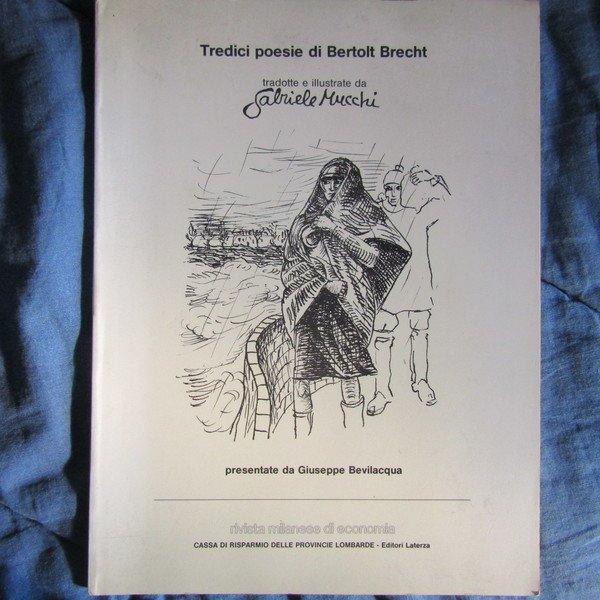 Tredici poesie di Bertolt Brecht
tradotte e illustrate da
Gabriele Mucchi
presentate da Giuseppe Bevilacqua
rivista milanese di economia
CASSA DI RISPARMIO DELLE PROVINCIE LOMBARDE - Editori Laterza